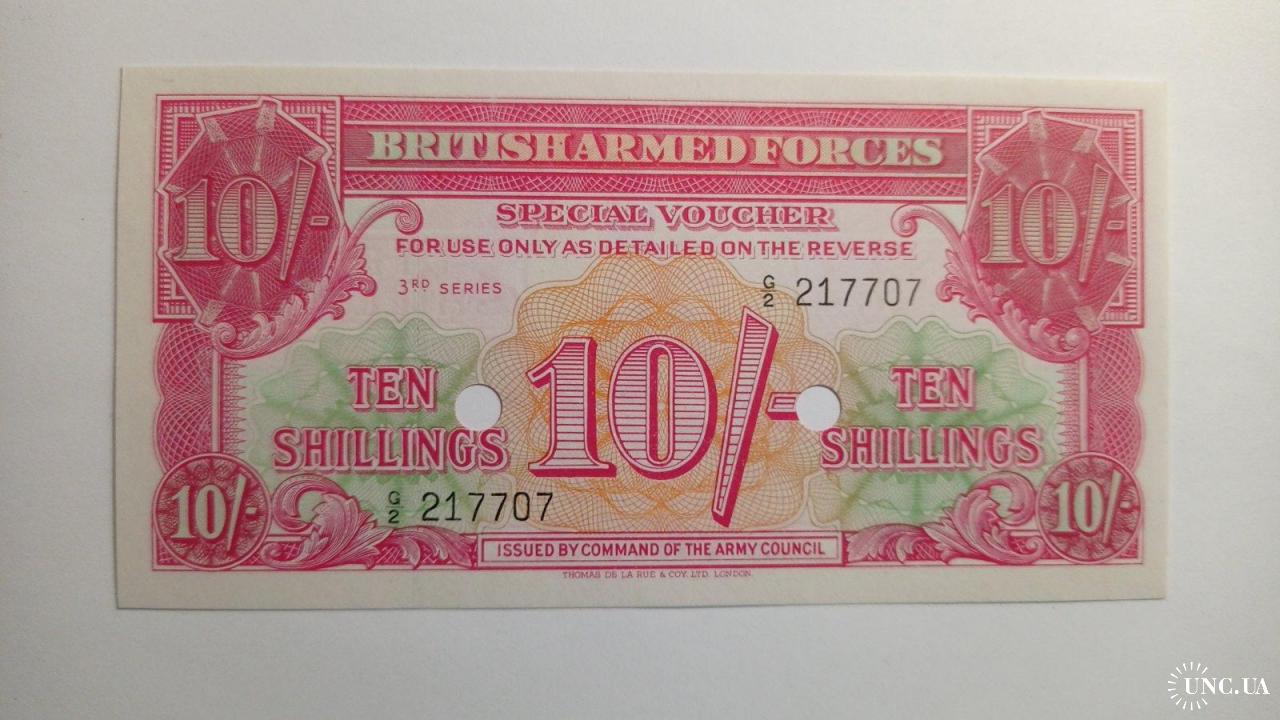 BRITISH ARMED FORCES
10/- 10/-
SPECIAL VOUCHER
FOR USE ONLY AS DETAILED ON THE REVERSE
3RD SERIES G/2 217707
TEN SHILLINGS 10/- TEN SHILLINGS
G/2 217707
10/- 10/-
ISSUED BY COMMAND OF THE ARMY COUNCIL
THOMAS DE LA RUE & COY. LTD. LONDON.
UNC.UA